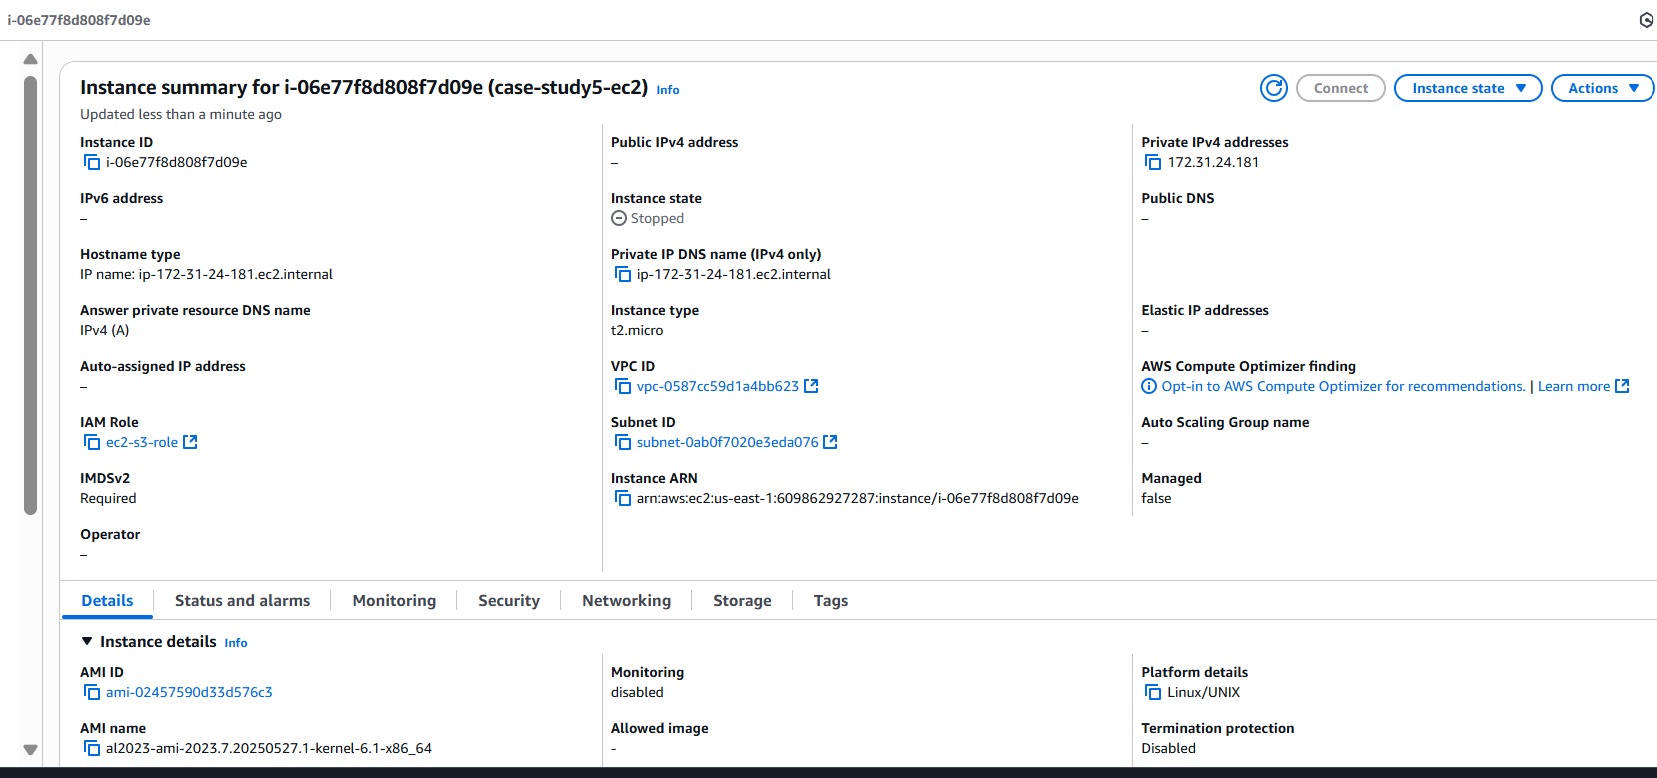 i-06e77f8d808f7d09e
Instance summary for i-06e77f8d808f7d09e (case-study5-ec2) Info
Connect
Instance state
Actions
Updated less than a minute ago
Instance ID
i-06e77f8d808f7d09e
Public IPv4 address
–
Private IPv4 addresses
172.31.24.181
IPv6 address
–
Instance state
Stopped
Public DNS
–
Hostname type
IP name: ip-172-31-24-181.ec2.internal
Private IP DNS name (IPv4 only)
ip-172-31-24-181.ec2.internal
Answer private resource DNS name
IPv4 (A)
Instance type
t2.micro
Elastic IP addresses
–
Auto-assigned IP address
–
VPC ID
vpc-0587cc59d1a4bb623
AWS Compute Optimizer finding
Opt-in to AWS Compute Optimizer for recommendations. | Learn more
IAM Role
ec2-s3-role
Subnet ID
subnet-0ab0f7020e3eda076
Auto Scaling Group name
–
IMDSv2
Required
Instance ARN
arn:aws:ec2:us-east-1:609862927287:instance/i-06e77f8d808f7d09e
Managed
false
Operator
–
Details
Status and alarms
Monitoring
Security
Networking
Storage
Tags
Instance details Info
AMI ID
ami-02457590d33d576c3
Monitoring
disabled
Platform details
Linux/UNIX
AMI name
al2023-ami-2023.7.20250527.1-kernel-6.1-x86_64
Allowed image
-
Termination protection
Disabled